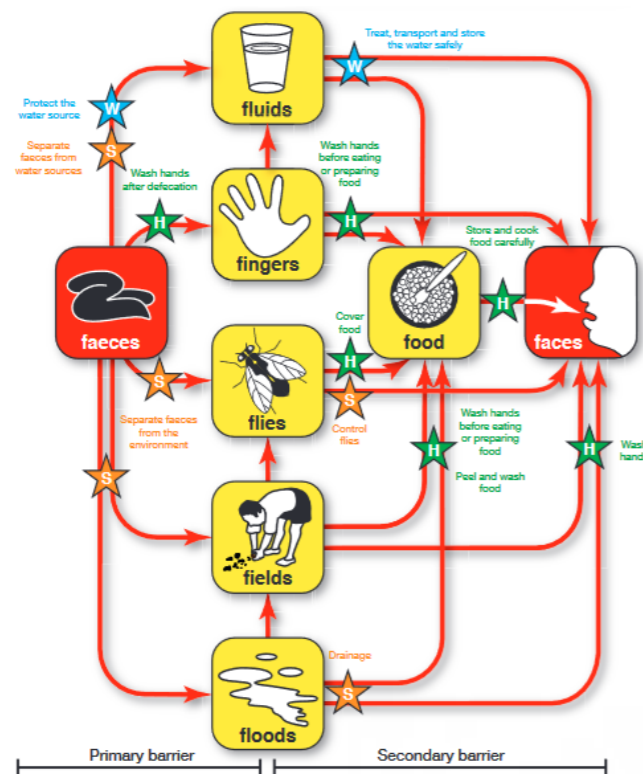 Treat, transport and store
the water safely
W
fluids
Protect the
water source
W
Separate
faeces from
water sources
S
Wash hands
after defecation
H
Wash hands
before eating
or preparing
food
H
fingers
Store and cook
food carefully
H
faeces
food
faces
Cover
food
H
S
flies
S
Control
flies
Separate faeces
from the
environment
S
Wash hands
before eating
or preparing
food
H
Peel and wash
food
H
Wash
hand
fields
Drainage
S
floods
Primary barrier
Secondary barrier